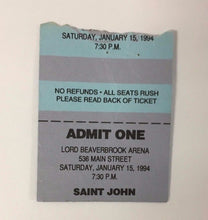 SATURDAY, JANUARY 15, 1994
7:30 P.M.
NO REFUNDS - ALL SEATS RUSH
PLEASE READ BACK OF TICKET
ADMIT ONE
LORD BEAVERBROOK ARENA
536 MAIN STREET
SATURDAY, JANUARY 15, 1994
7:30 P.M.
SAINT JOHN